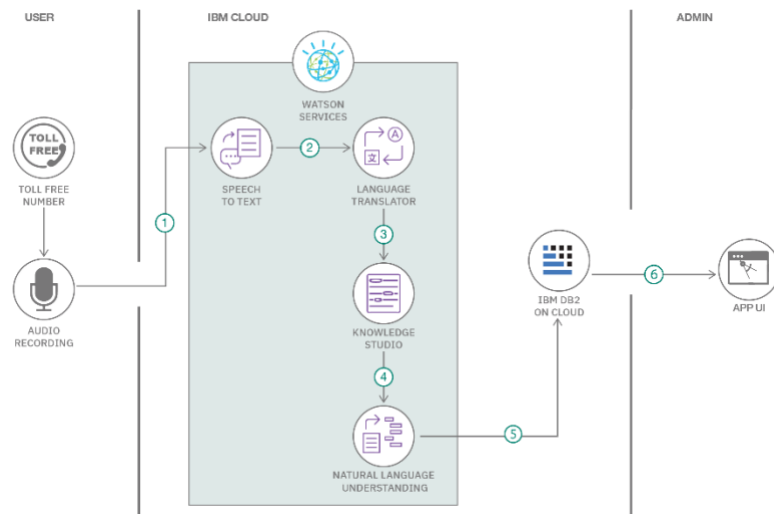 USER
IBM CLOUD
ADMIN
WATSON
SERVICES
TOLL
FREE
TOLL FREE
NUMBER
1
SPEECH
TO TEXT
2
A
文
LANGUAGE
TRANSLATOR
3
AUDIO
RECORDING
KNOWLEDGE
STUDIO
IBM DB2
ON CLOUD
6
APP UI
4
NATURAL LANGUAGE
UNDERSTANDING
5